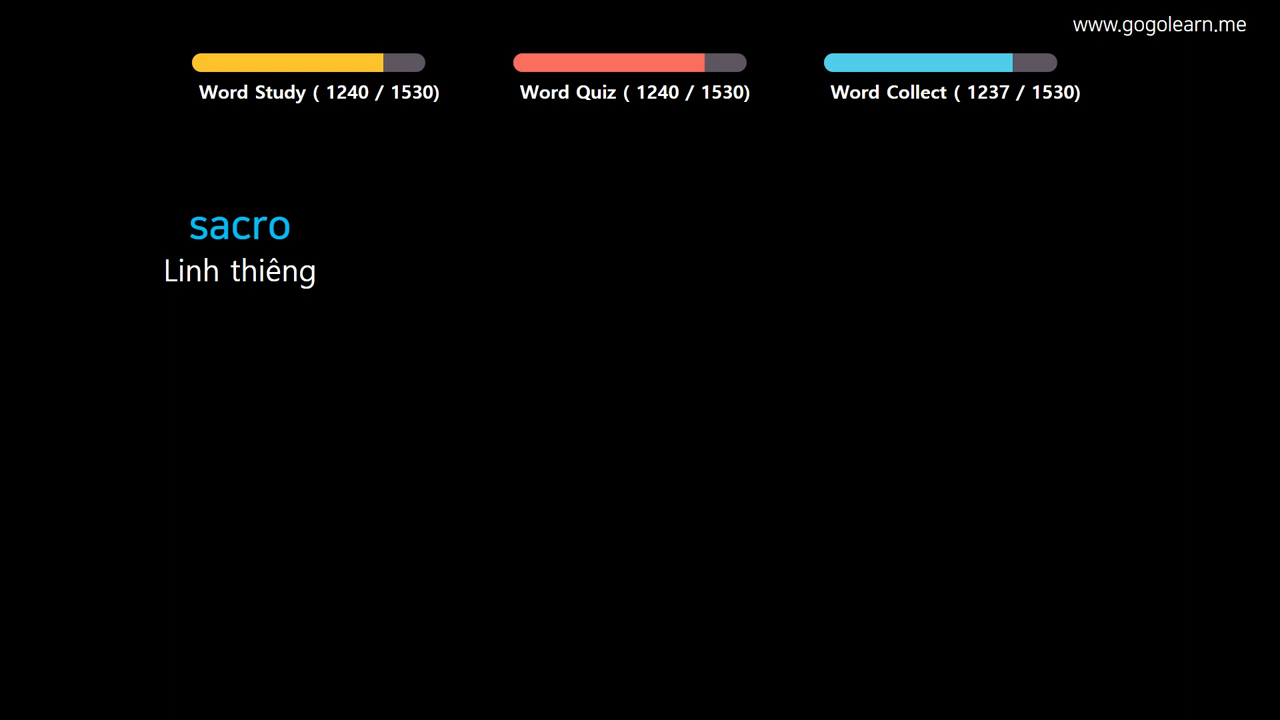 www.gogolearn.me
Word Study ( 1240 / 1530)
Word Quiz ( 1240 / 1530)
Word Collect ( 1237 / 1530)
sacro
Linh thiêng